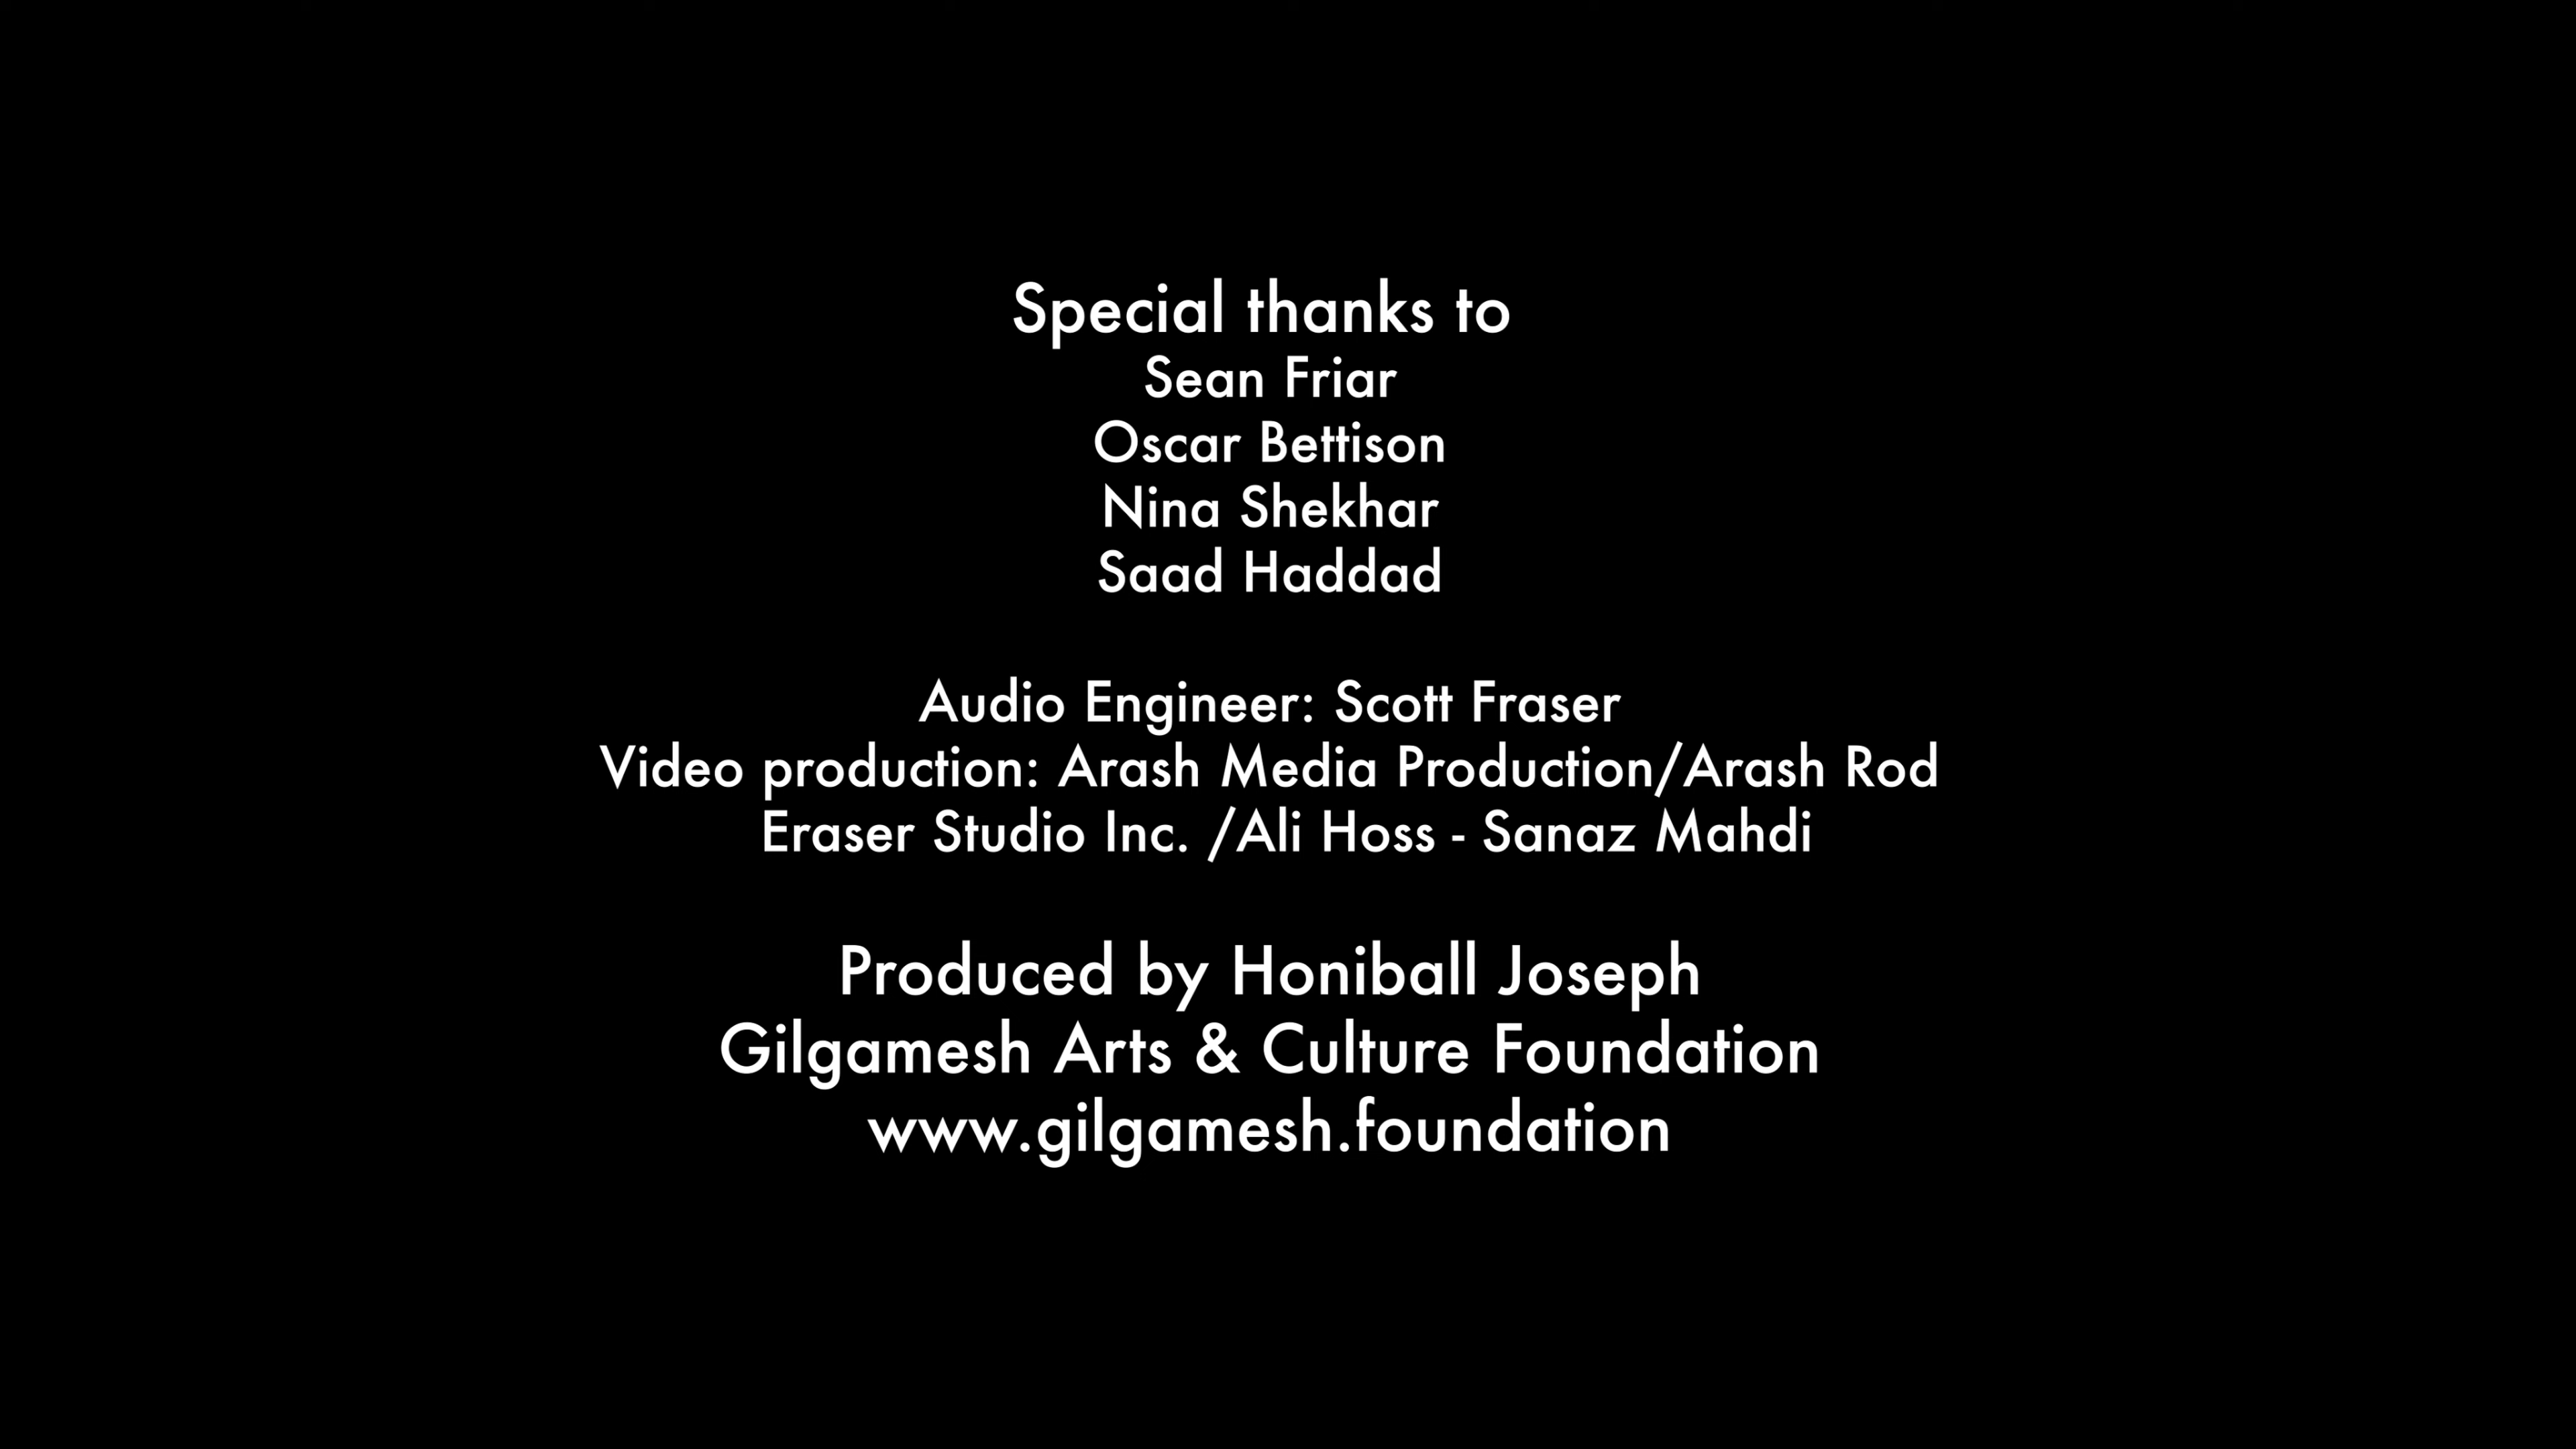 Special thanks to
Sean Friar
Oscar Bettison
Nina Shekhar
Saad Haddad
Audio Engineer: Scott Fraser
Video production: Arash Media Production/Arash Rod
Eraser Studio Inc. /Ali Hoss - Sanaz Mahdi
Produced by Honiball Joseph
Gilgamesh Arts & Culture Foundation
www.gilgamesh.foundation